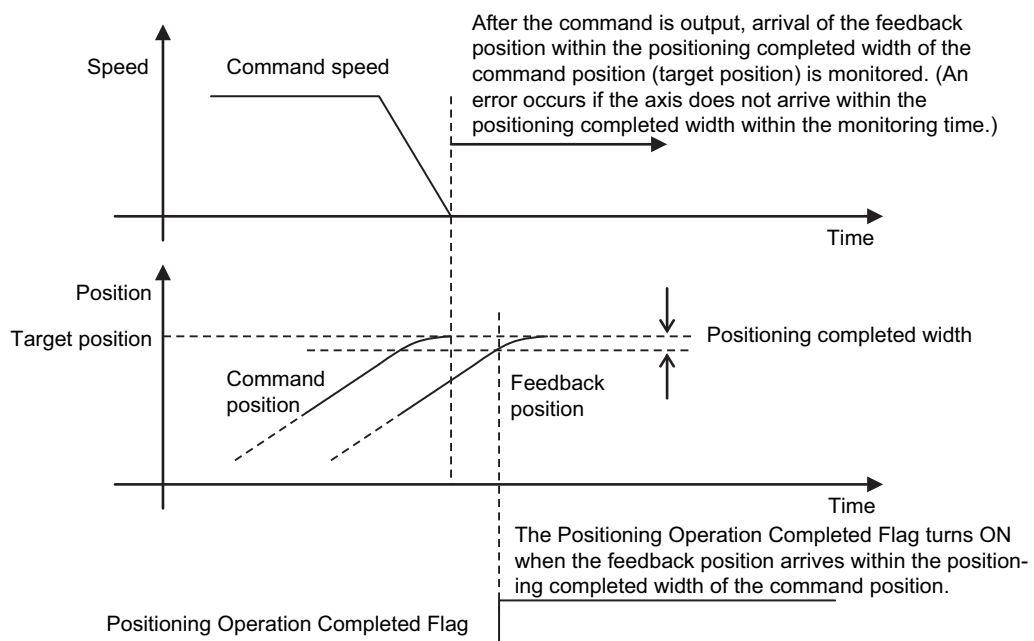 After the command is output, arrival of the feedback
position within the positioning completed width of the
command position (target position) is monitored. (An
error occurs if the axis does not arrive within the
positioning completed width within the monitoring time.)
Speed
Command speed
Time
Position
Target position
Positioning completed width
Command
position
Feedback
position
Time
The Positioning Operation Completed Flag turns ON
when the feedback position arrives within the position-
ing completed width of the command position.
Positioning Operation Completed Flag